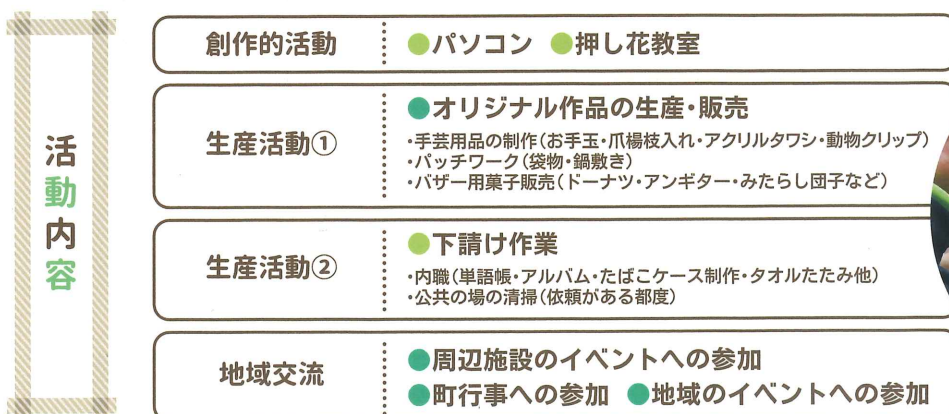 活動内容
創作的活動
●パソコン ●押し花教室
生産活動①
●オリジナル作品の生産・販売
・手芸用品の制作（お手玉・爪楊枝入れ・アクリルタワシ・動物クリップ）
・パッチワーク（袋物・鍋敷き）
・バザー用菓子販売（ドーナツ・アンギター・みたらし団子など）
生産活動②
●下請け作業
・内職（単語帳・アルバム・たばこケース制作・タオルたたみ他）
・公共の場の清掃（依頼がある都度）
地域交流
●周辺施設のイベントへの参加
●町行事への参加 ●地域のイベントへの参加